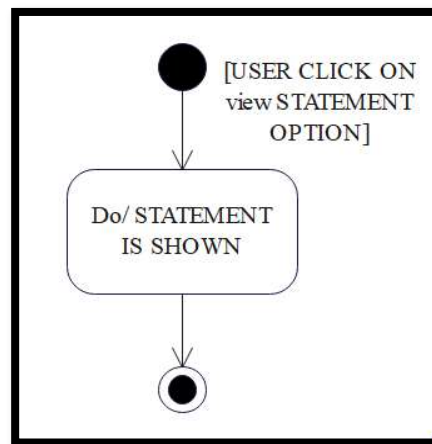 [USER CLICK ON
view STATEMENT
OPTION]
Do/ STATEMENT
IS SHOWN